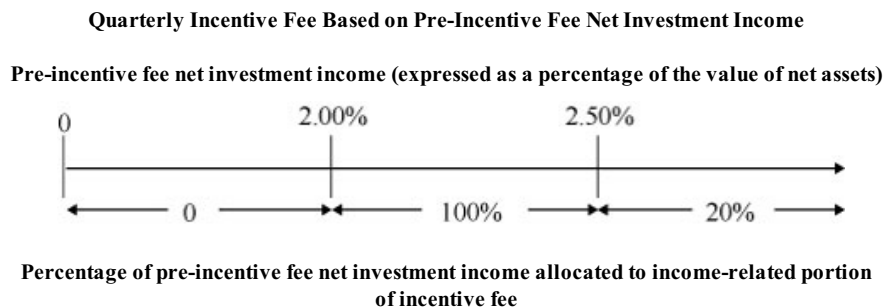 Quarterly Incentive Fee Based on Pre-Incentive Fee Net Investment Income
Pre-incentive fee net investment income (expressed as a percentage of the value of net assets)
0 2.00% 2.50%
0 100% 20%
Percentage of pre-incentive fee net investment income allocated to income-related portion
of incentive fee